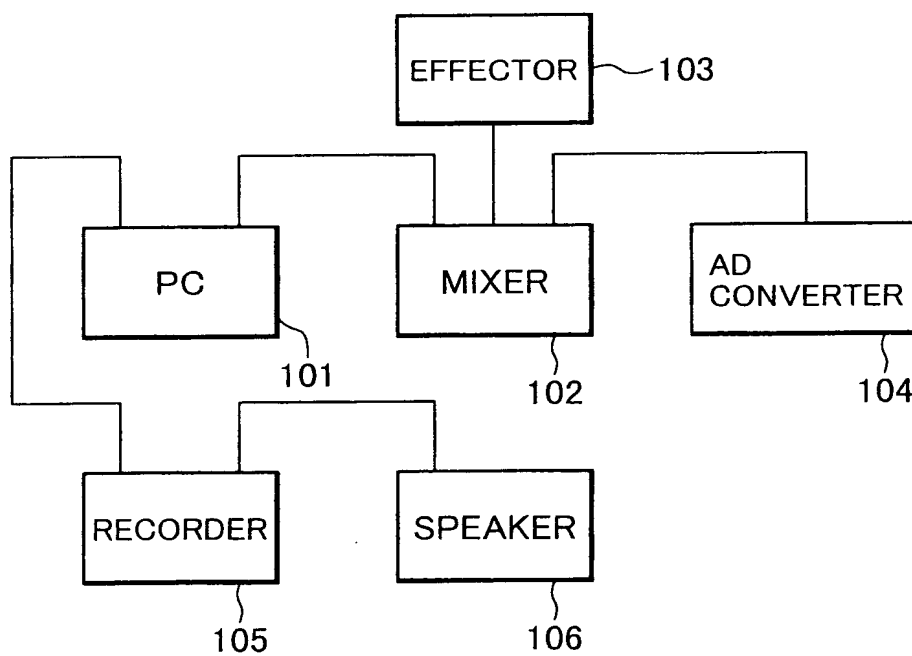 EFFECTOR
103
PC
101
MIXER
102
AD
CONVERTER
104
RECORDER
105
SPEAKER
106